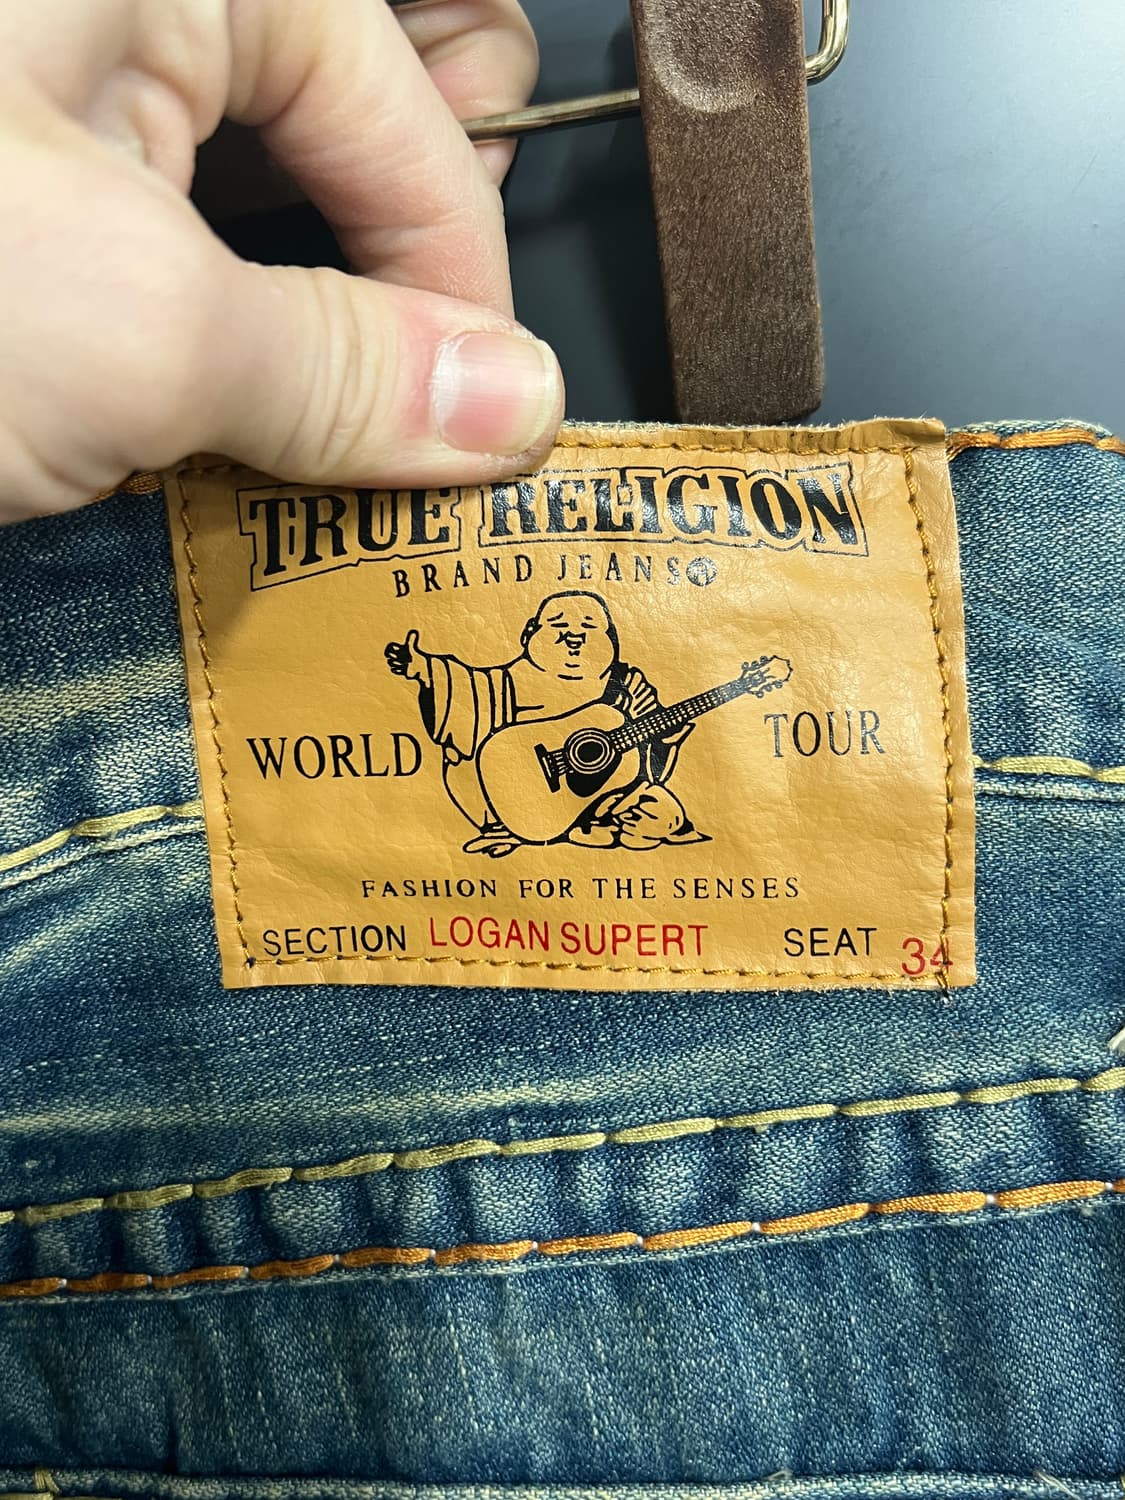 TRUE RELIGION
BRAND JEANS®
WORLD TOUR
FASHION FOR THE SENSES
SECTION LOGAN SUPERT SEAT 34